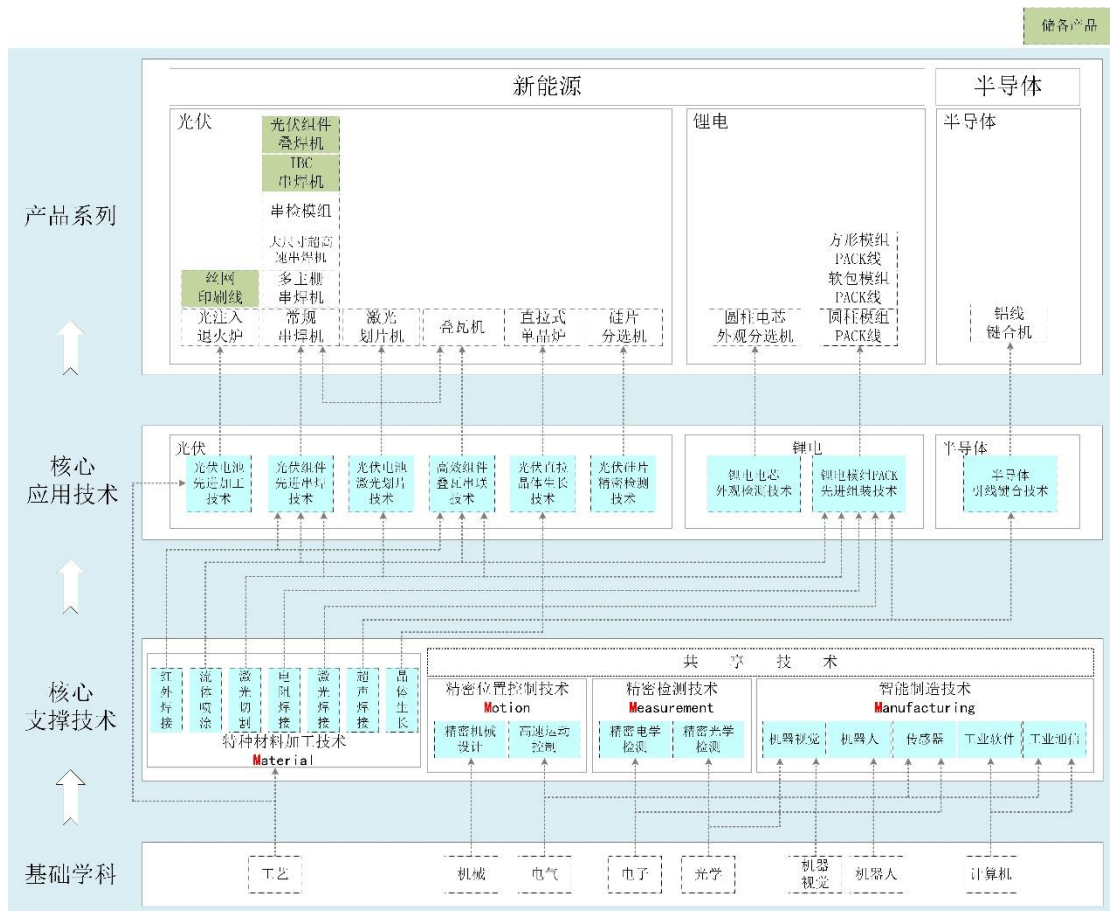 储备产品
新能源
半导体
光伏
锂电
半导体
产品系列
光伏组件
叠焊机
IBC
串焊机
串检模组
大尺寸超高
速串焊机
丝网
印刷线
多主栅
串焊机
光注入
退火炉
常规
串焊机
激光
划片机
叠瓦机
直拉式
单晶炉
硅片
分选机
圆柱电芯
外观分选机
方形模组
PACK线
软包模组
PACK线
圆柱模组
PACK线
铝线
键合机
核心
应用技术
光伏
锂电
半导体
光伏电池
先进加工
技术
光伏组件
先进串焊
技术
光伏电池
激光划片
技术
高效组件
叠瓦串联
技术
光伏直拉
晶体生长
技术
光伏硅片
精密检测
技术
锂电电芯
外观检测技术
锂电模组PACK
先进组装技术
半导体
引线键合技术
核心
支撑技术
共享技术
红外焊接
流体喷涂
激光切割
电阻焊接
激光焊接
超声焊接
晶体生长
特种材料加工技术
Material
精密位置控制技术
Motion
精密机械
设计
高速运动
控制
精密检测技术
Measurement
精密电学
检测
精密光学
检测
智能制造技术
Manufacturing
机器视觉
机器人
传感器
工业软件
工业通信
基础学科
工艺
机械
电气
电子
光学
机器
视觉
机器人
计算机